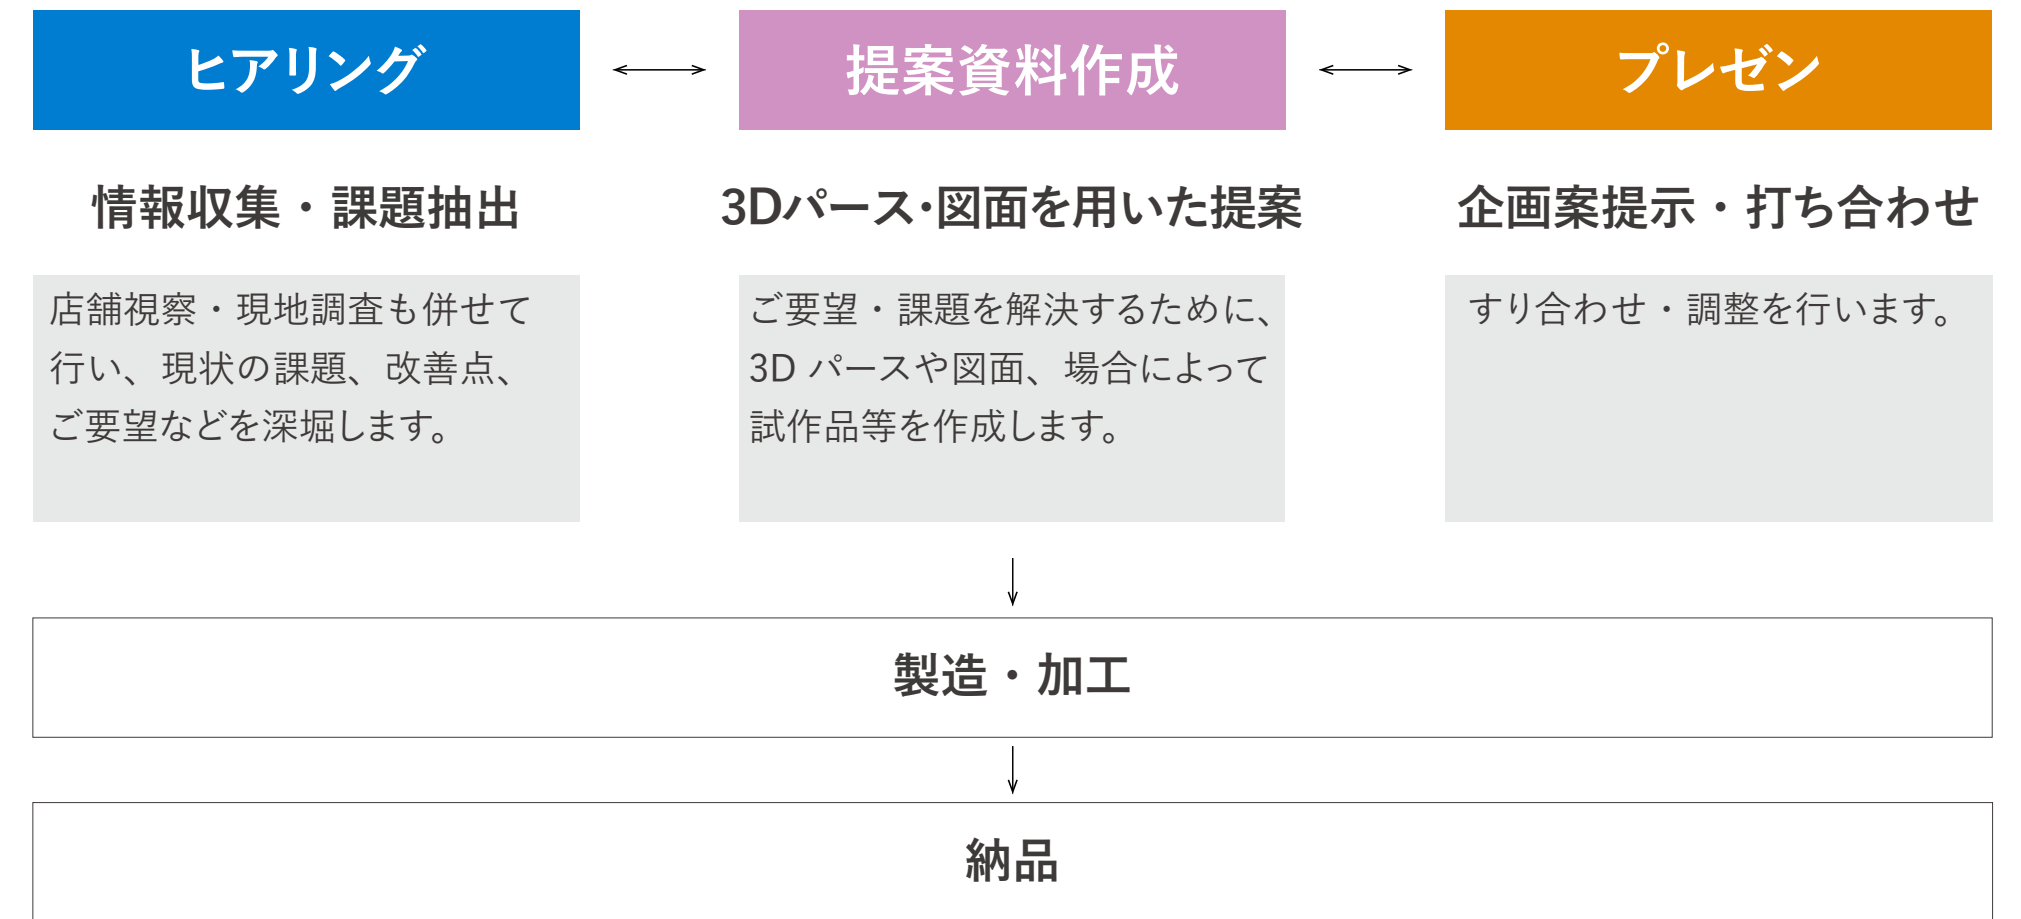 ヒアリング
提案資料作成
プレゼン
情報収集・課題抽出
3Dパース・図面を用いた提案
企画案提示・打ち合わせ
店舗視察・現地調査も併せて
行い、現状の課題、改善点、
ご要望などを深堀します。
ご要望・課題を解決するために、
3D パースや図面、場合によって
試作品等を作成します。
すり合わせ・調整を行います。
製造・加工
納品